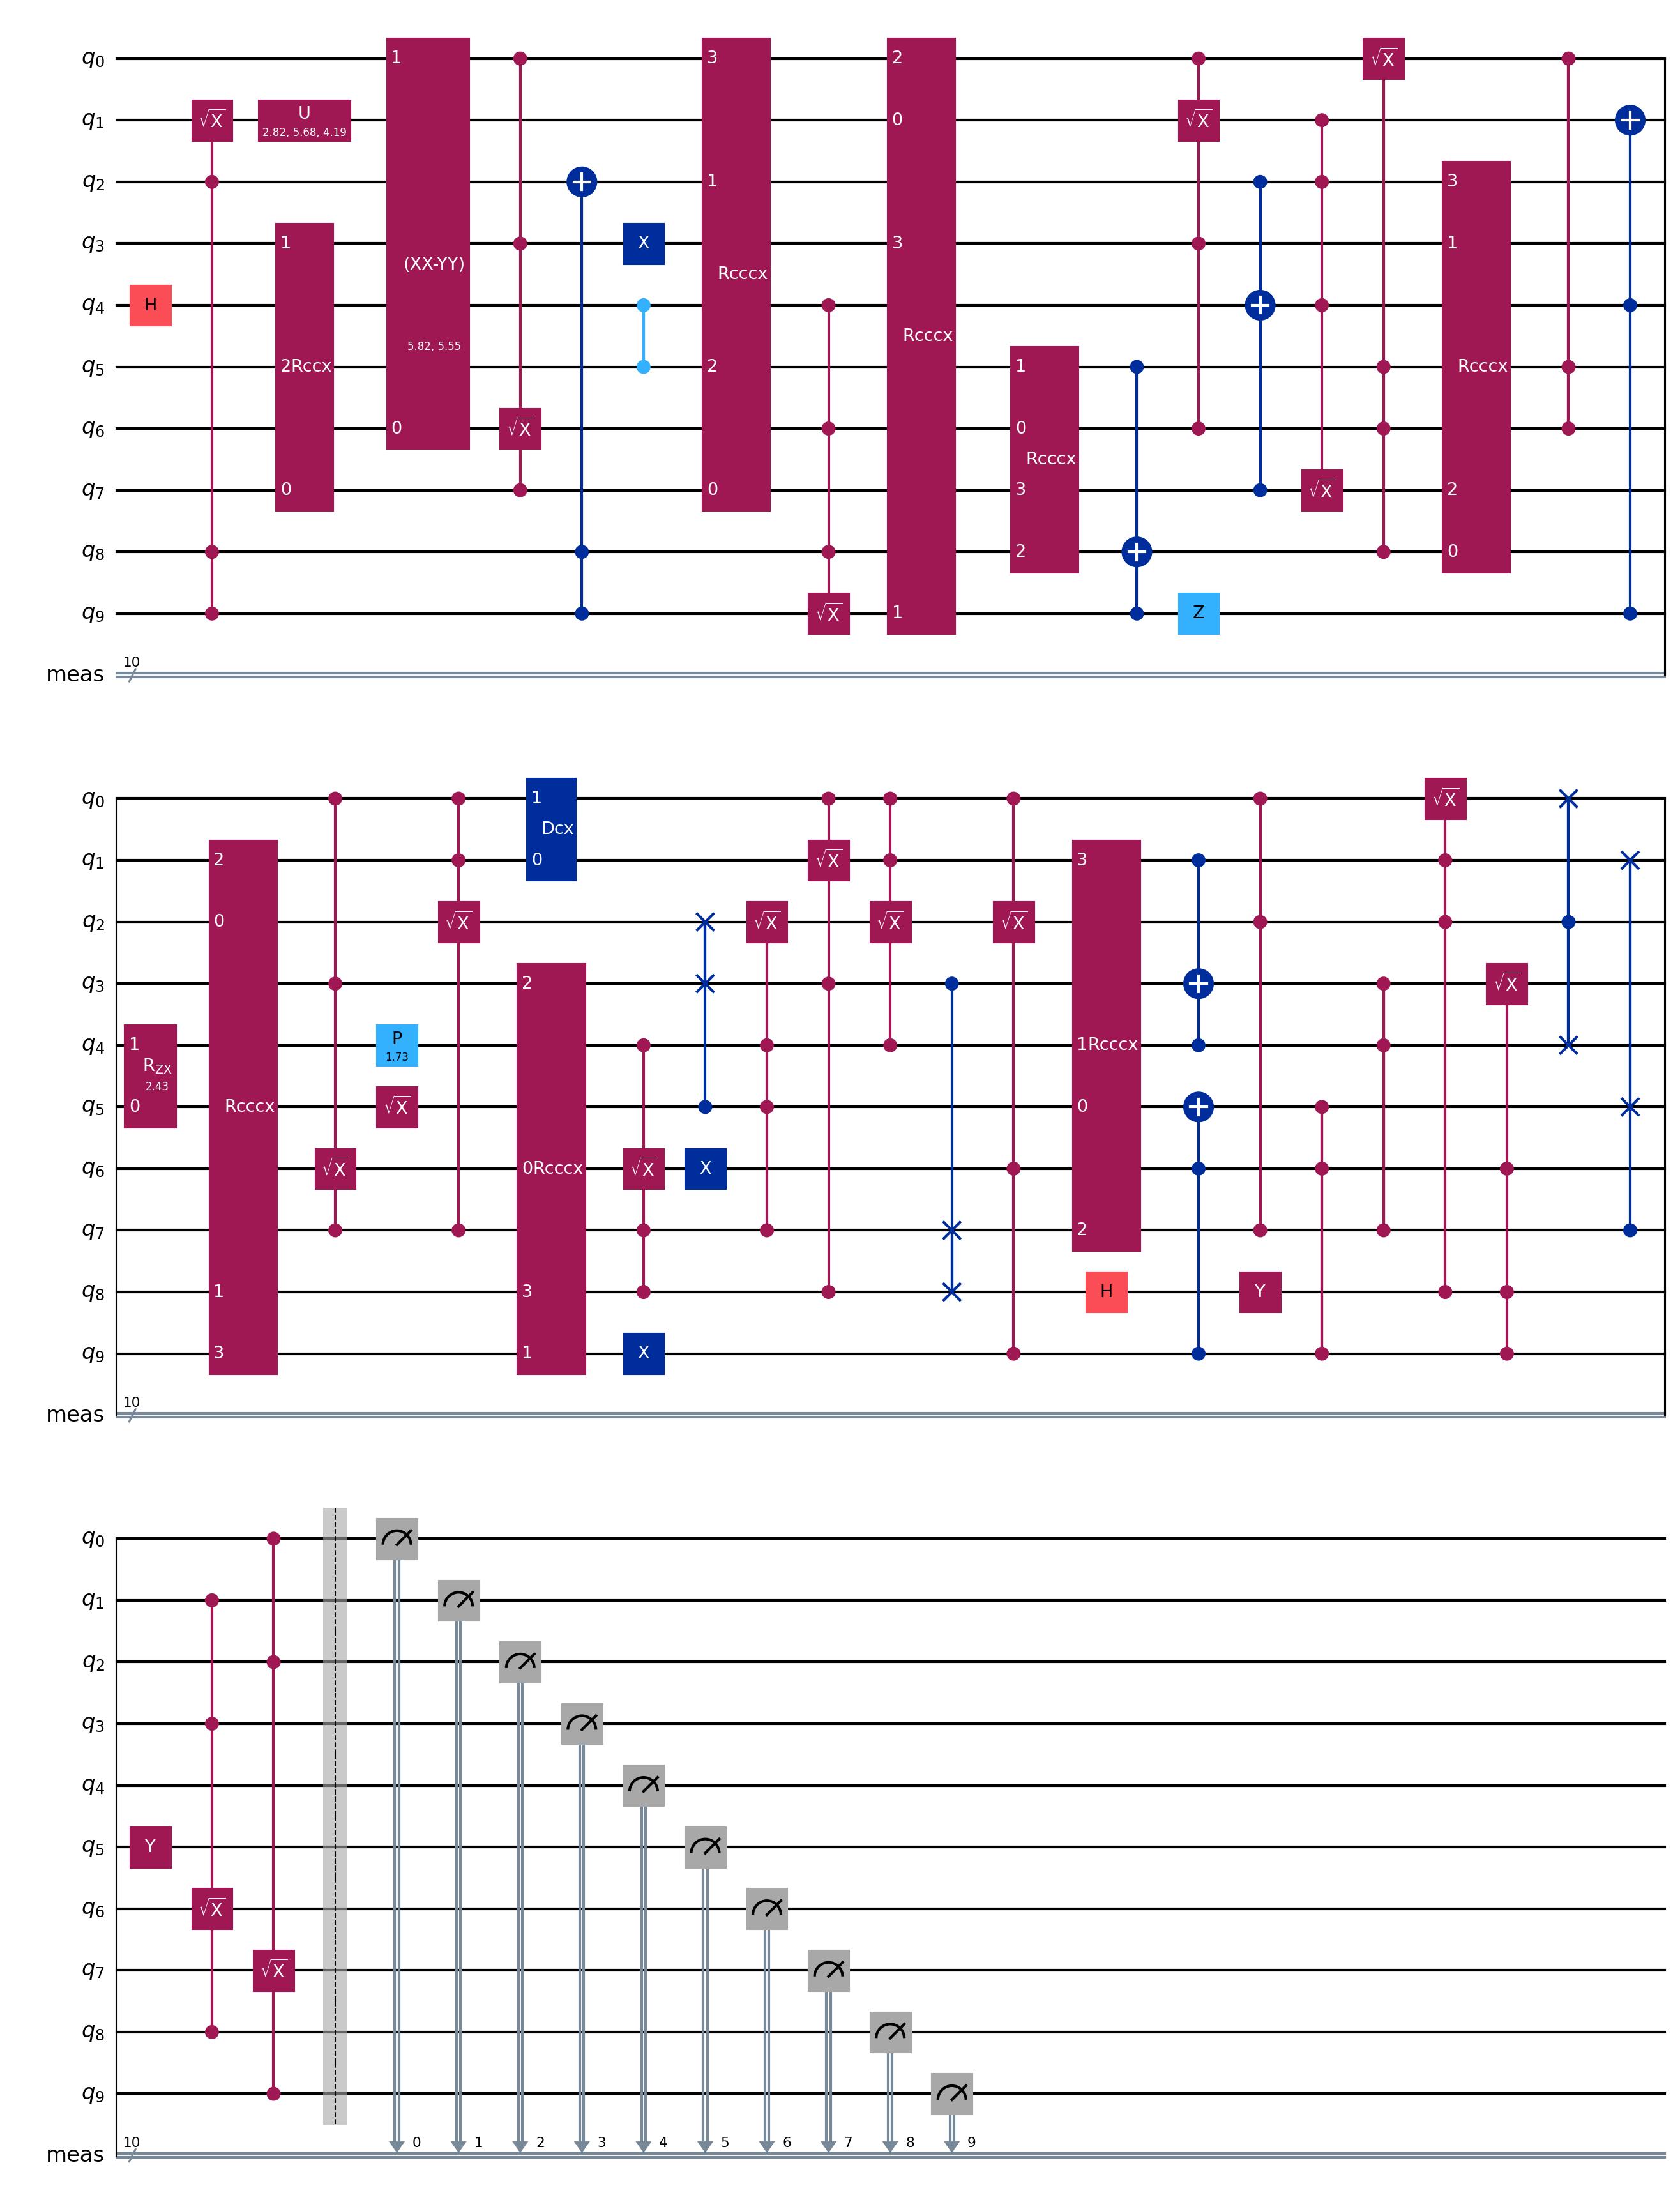 q0 1 3 2 √X
q1 √X U 2.82, 5.68, 4.19 0 √X
q2 1 3
q3 1 (XX-YY) X Rcccx 3 1
q4 H 5.82, 5.55 Rcccx
q5 2Rccx 2 1 Rcccx
q6 0 √X 0 Rcccx
q7 0 0 3 √X 2
q8 2 0
q9 √X 1 Z
meas 10
q0 1 Dcx √X
q1 2 0 √X 3
q2 0 √X √X √X √X
q3 2 √X
q4 1 RZX 2.43 P 1.73 1Rcccx
q5 0 Rcccx √X 0
q6 √X 0Rcccx √X X
q7 2
q8 1 3 H Y
q9 3 1 X
meas 10
q0
q1
q2
q3
q4
q5 Y
q6 √X
q7 √X
q8
q9
meas 10 0 1 2 3 4 5 6 7 8 9